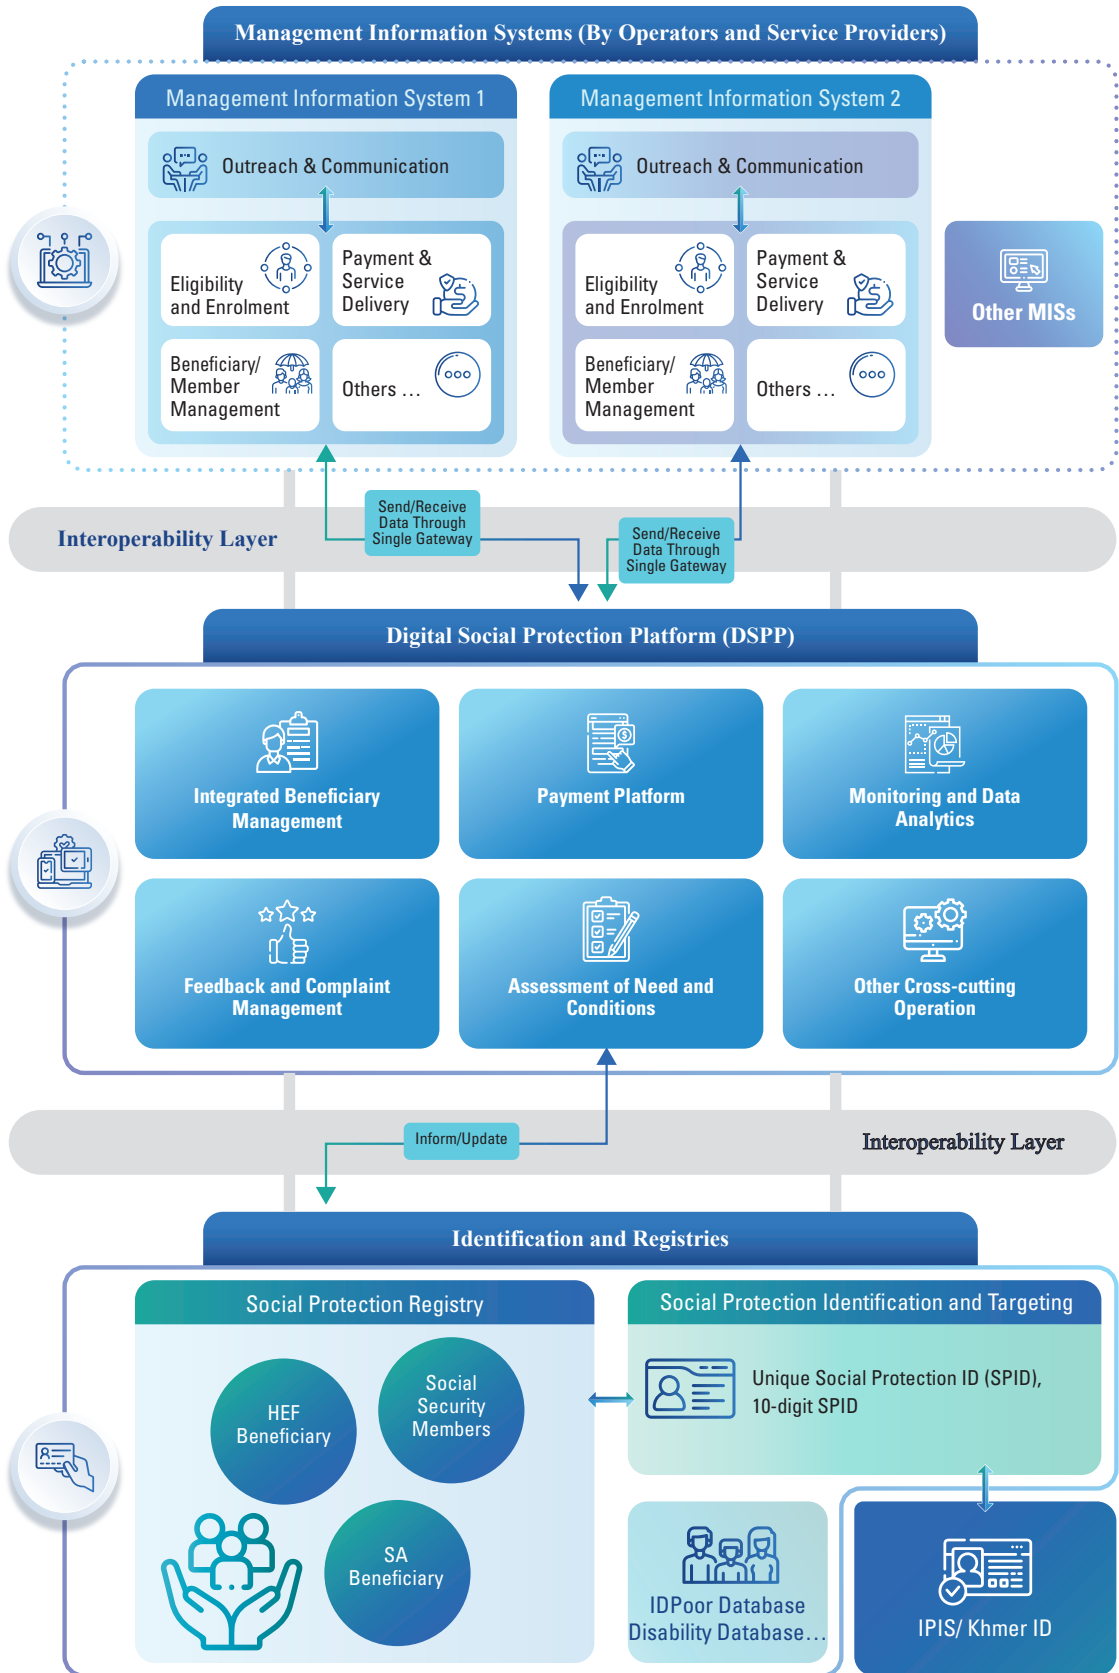 Management Information Systems (By Operators and Service Providers)
Management Information System 1
Outreach & Communication
Eligibility
and Enrolment
Payment &
Service
Delivery
Beneficiary/
Member
Management
Others ...
Management Information System 2
Outreach & Communication
Eligibility
and Enrolment
Payment &
Service
Delivery
Beneficiary/
Member
Management
Others ...
Other MISs
Interoperability Layer
Send/Receive
Data Through
Single Gateway
Send/Receive
Data Through
Single Gateway
Digital Social Protection Platform (DSPP)
Integrated Beneficiary
Management
Payment Platform
Monitoring and Data
Analytics
Feedback and Complaint
Management
Assessment of Need and
Conditions
Other Cross-cutting
Operation
Inform/Update
Interoperability Layer
Identification and Registries
Social Protection Registry
HEF
Beneficiary
Social
Security
Members
SA
Beneficiary
Social Protection Identification and Targeting
Unique Social Protection ID (SPID),
10-digit SPID
IDPoor Database
Disability Database...
IPIS/ Khmer ID